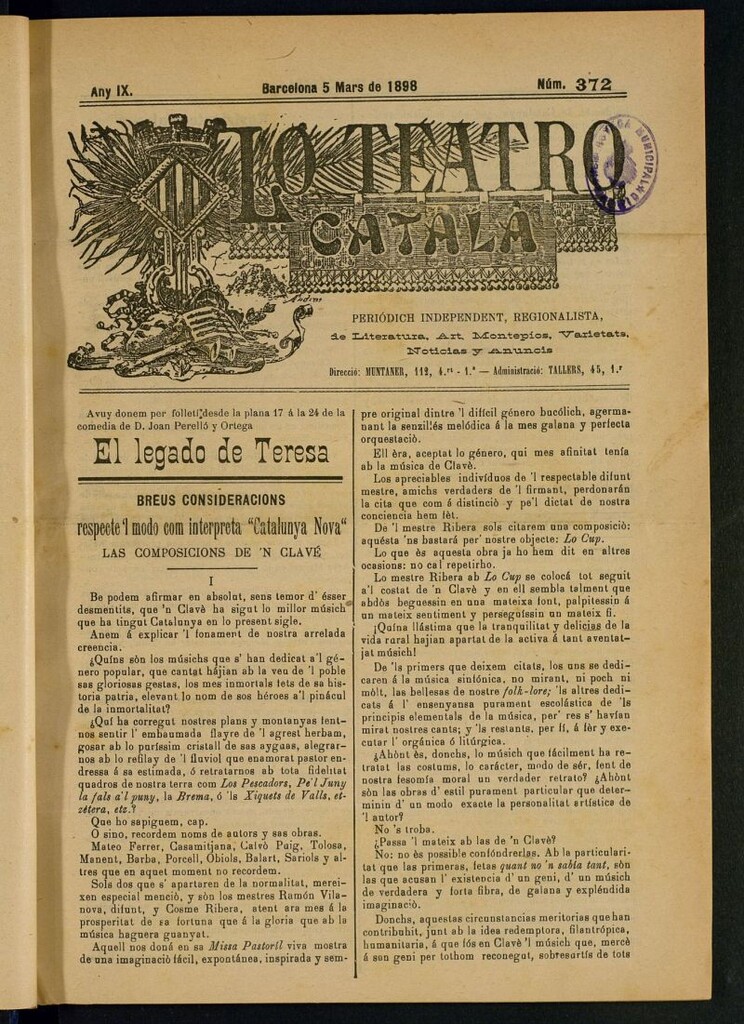 Any IX.
Barcelona 5 Mars de 1898
Núm. 372
LO TEATRO
CATALÁ
PERIÓDICH INDEPENDENT, REGIONALISTA,
de Literatura, Art, Montepíos, Varietats,
Noticias y Anuncis
Direcció: MUNTANER, 112, 4.rt - 1.ª — Administració: TALLERS, 45, 1.r
Avuy donem per folletí desde la plana 17 á la 24 de la
comedia de D. Joan Perelló y Ortega
El legado de Teresa
BREUS CONSIDERACIONS
respecte 'l modo com interpreta "Catalunya Nova"
LAS COMPOSICIONS DE 'N CLAVÉ
I
Be podem afirmar en absolut, sens temor d' ésser
desmentits, que 'n Clavè ha sigut lo millor músich
que ha tingut Catalunya en lo present sigle.
Anem á explicar 'l fonament de nostra arrelada
creencia.
¿Quíns són los músichs que s' han dedicat a'l gé-
nero popular, que cantat hájian ab la veu de 'l poble
sas gloriosas gestas, los mes inmortals fets de sa his-
toria patria, elevant lo nom de sos héroes a'l pinácul
de la inmortalitat?
¿Quí ha corregut nostres plans y montanyas fent-
nos sentir l' embaumada flayre de 'l agrest herbam,
gosar ab lo puríssim cristall de sas ayguas, alegrar-
nos ab lo refilay de 'l fluviol que enamorat pastor en-
dressa á sa estimada, ó retratarnos ab tota fidelitat
quadros de nostra terra com Los Pescadors, Pe'l Juny
la fals a'l puny, la Brema, ó 'ls Xiquets de Valls, et-
zétera, etc.?
Que ho sapiguem, cap.
O sino, recordem noms de autors y sas obras.
Mateo Ferrer, Casamitjana, Calvó Puig, Tolosa,
Manent, Barba, Porcell, Obiols, Balart, Sariols y al-
tres que en aquet moment no recordem.
Sols dos que s' apartaren de la normalitat, merei-
xen especial menció, y són los mestres Ramón Vila-
nova, difunt, y Cosme Ribera, atent ara mes á la
prosperitat de sa fortuna que á la gloria que ab la
música haguera guanyat.
Aquell nos doná en sa Missa Pastoríl viva mostra
de una imaginació fácil, expontánea, inspirada y sem-
pre original dintre 'l difícil género bucólich, agerma-
nant la senzillés melódica á la mes galana y perfecta
orquestació.
Ell èra, aceptat lo género, qui mes afinitat tenía
ab la música de Clavè.
Los apreciables individuos de 'l respectable difunt
mestre, amichs verdaders de 'l firmant, perdonarán
la cita que com á distinció y pe'l dictat de nostra
conciencia hem fèt.
De 'l mestre Ribera sols citarem una composició:
aquésta 'ns bastará per' nostre objecte: Lo Cup.
Lo que ès aquesta obra ja ho hem dit en altres
ocasions: no cal repetirho.
Lo mestre Ribera ab Lo Cup se colocá tot seguit
a'l costat de 'n Clavè y en ell sembla talment que
abdós beguessin en una mateixa font, palpitessin á
un mateix sentiment y perseguíssin un mateix fi.
¡Quina llástima que la tranquilitat y delicias de la
vida rural hajian apartat de la activa á tant aventat-
jat músich!
De 'ls primers que deixem citats, los uns se dedi-
caren á la música sinfónica, no mirant, ni poch ni
mòlt, las bellesas de nostre folk-lore; 'ls altres dedi-
cats á l' ensenyansa purament escolástica de 'ls
principis elementals de la música, per' res s' havían
mirat nostres cants; y 'ls restants, per fí, á fèr y exe-
cutar l' orgánica ó litúrgica.
¿Ahònt ès, donchs, lo músich que fácilment ha re-
tratat las costums, lo carácter, modo de sér, fent de
nostra fesomía moral un verdader retrato? ¿Ahònt
són las obras d' estil purament particular que deter-
minin d' un modo exacte la personalitat artística de
'l autor?
No 's troba.
¿Passa 'l mateix ab las de 'n Clavè?
No: no ès possible confóndrerlas. Ab la particulari-
tat que las primeras, fetas quant no 'n sabía tant, són
las que acusan l' existencia d' un geni, d' un músich
de verdadera y forta fibra, de galana y expléndida
imaginació.
Donchs, aquestas circunstancias meritorias que han
contribuhit, junt ab la idea redemptora, filantrópica,
humanitaria, á que fós en Clavè 'l músich que, mercè
á son geni per tothom reconegut, sobresurtís de tots